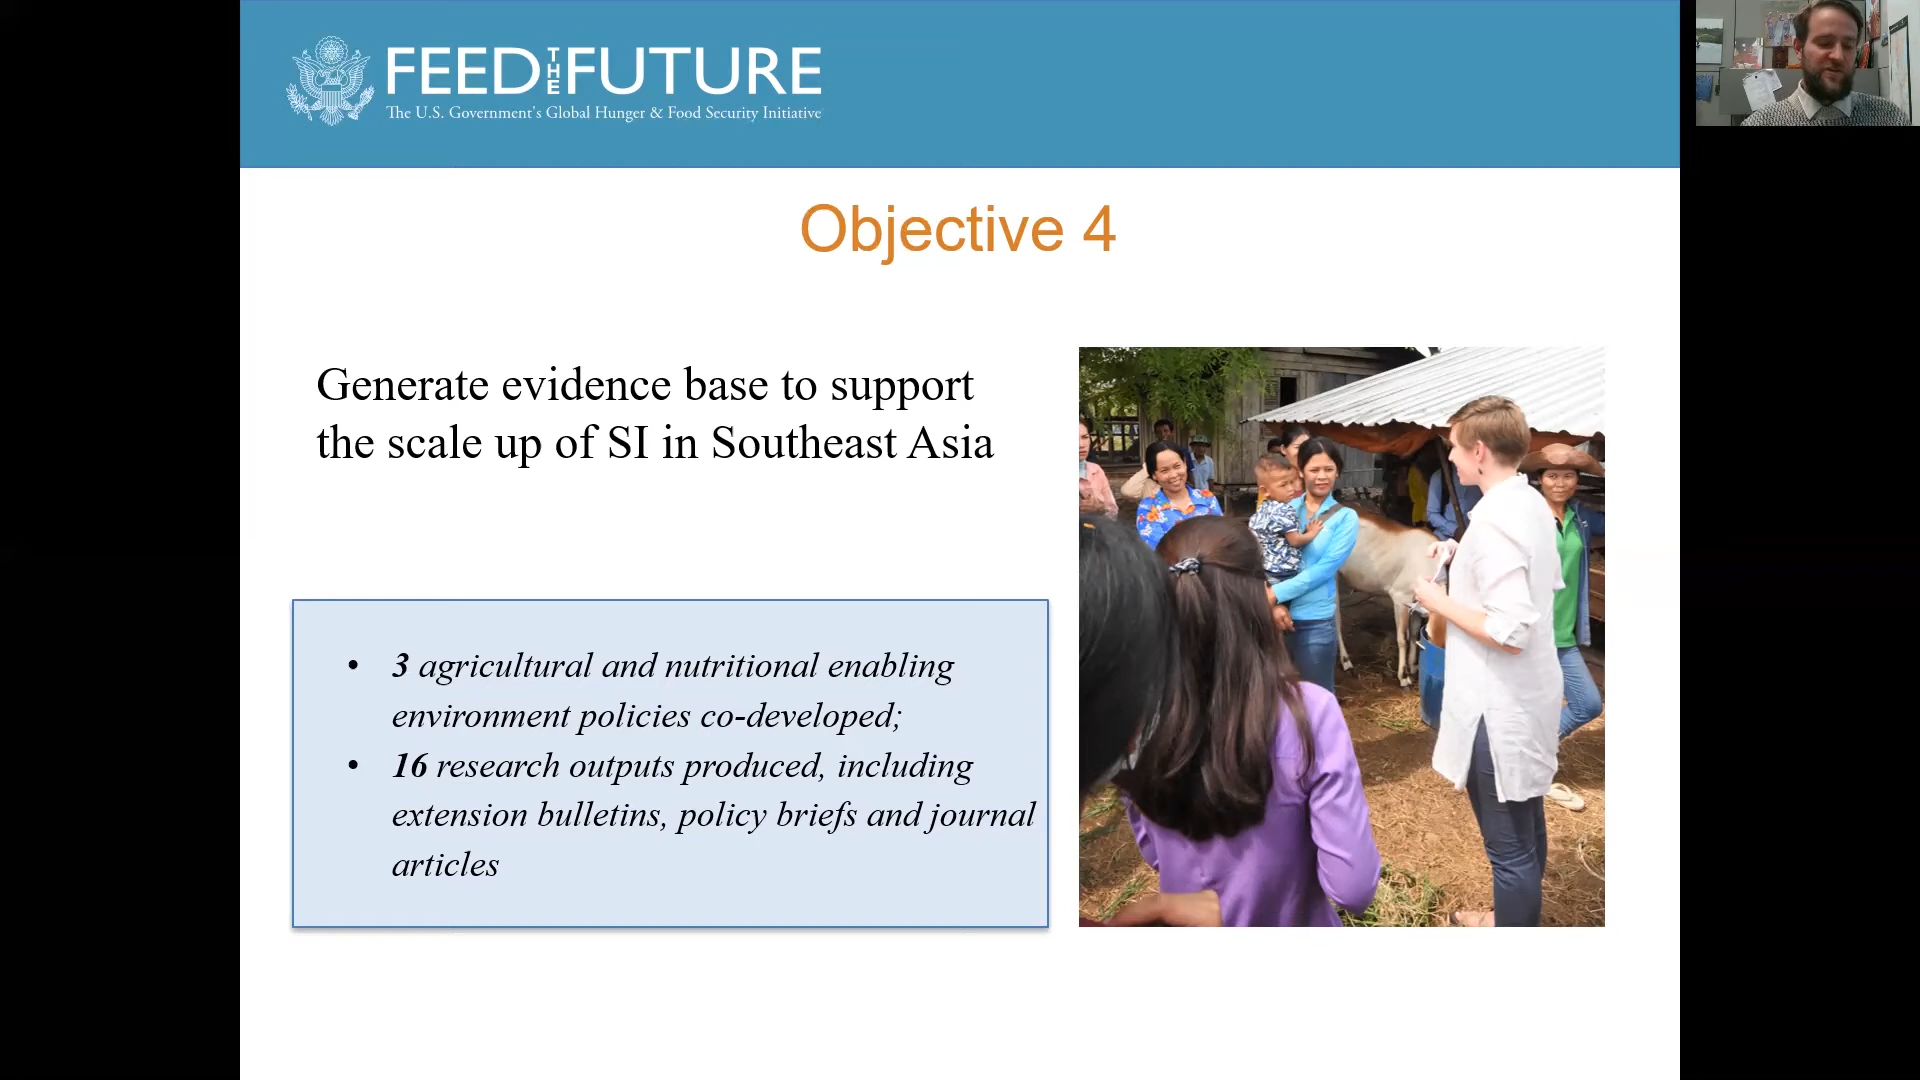 FEED THE FUTURE
The U.S. Government's Global Hunger & Food Security Initiative
Objective 4
Generate evidence base to support
the scale up of SI in Southeast Asia
• 3 agricultural and nutritional enabling
environment policies co-developed;
• 16 research outputs produced, including
extension bulletins, policy briefs and journal
articles